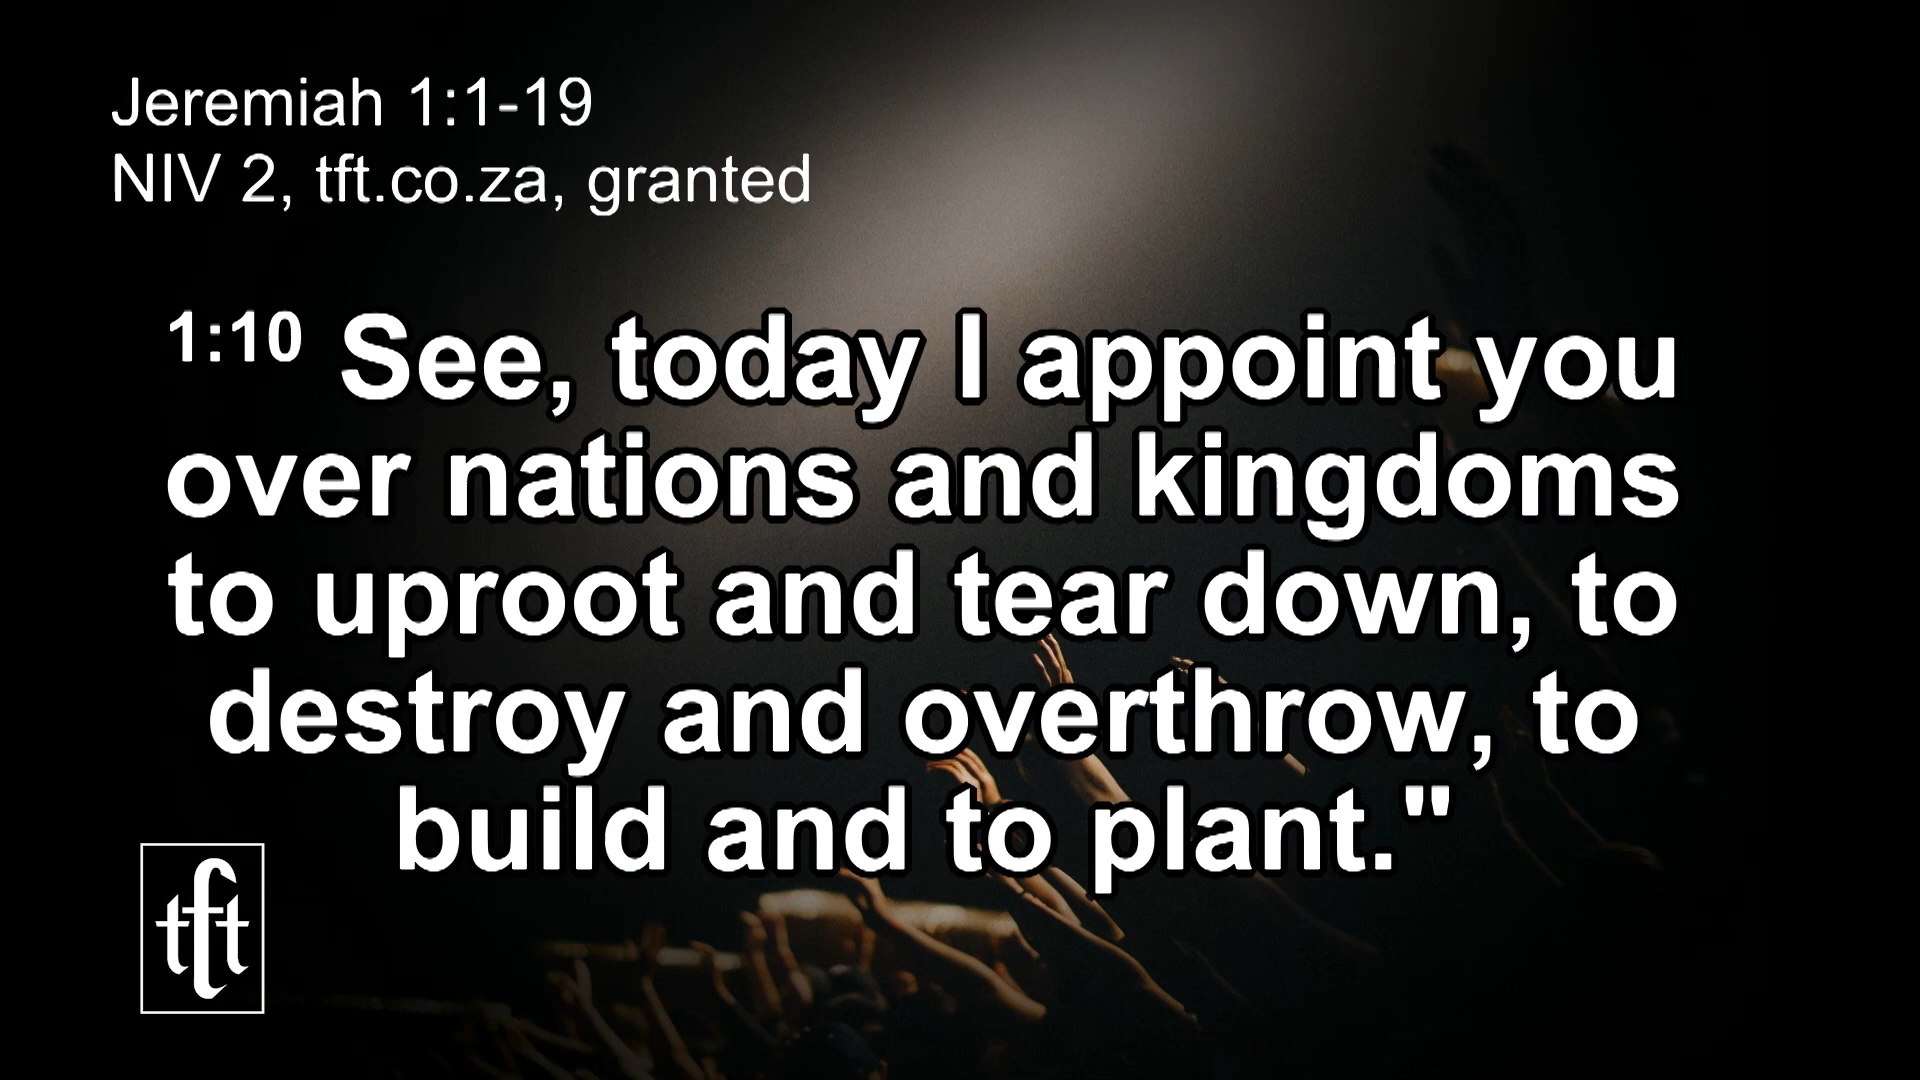 Jeremiah 1:1-19
NIV 2, tft.co.za, granted
1:10 See, today I appoint you
over nations and kingdoms
to uproot and tear down, to
destroy and overthrow, to
build and to plant."
tft